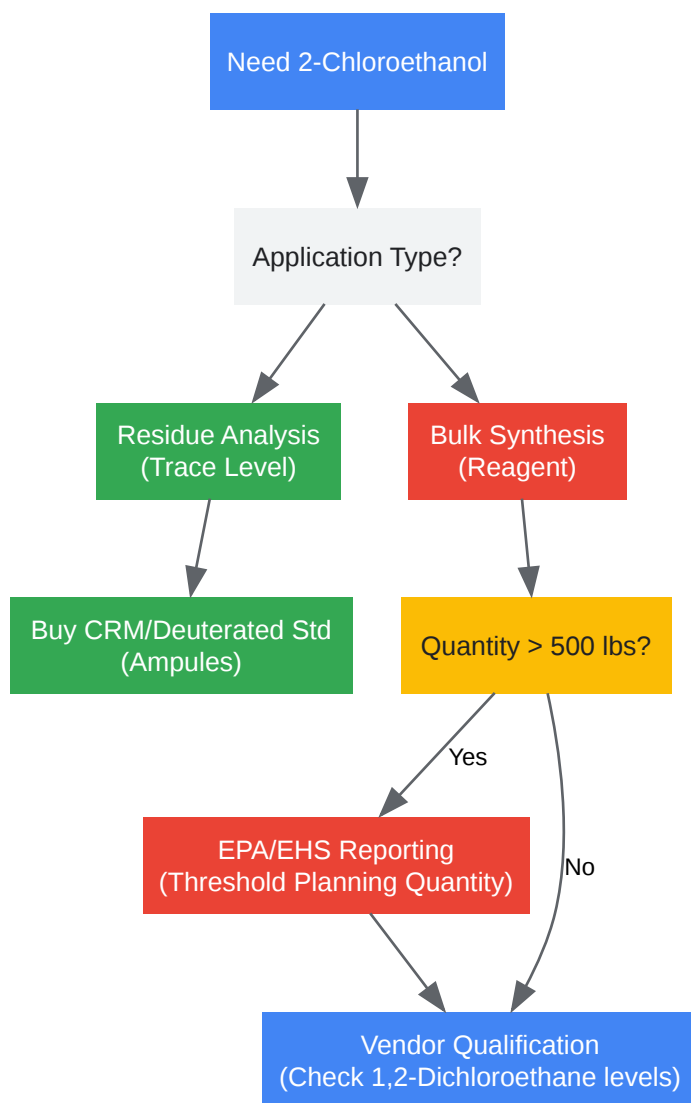 Need 2-Chloroethanol
Application Type?
Residue Analysis
(Trace Level)
Bulk Synthesis
(Reagent)
Buy CRM/Deuterated Std
(Ampules)
Quantity > 500 lbs?
Yes
No
EPA/EHS Reporting
(Threshold Planning Quantity)
Vendor Qualification
(Check 1,2-Dichloroethane levels)